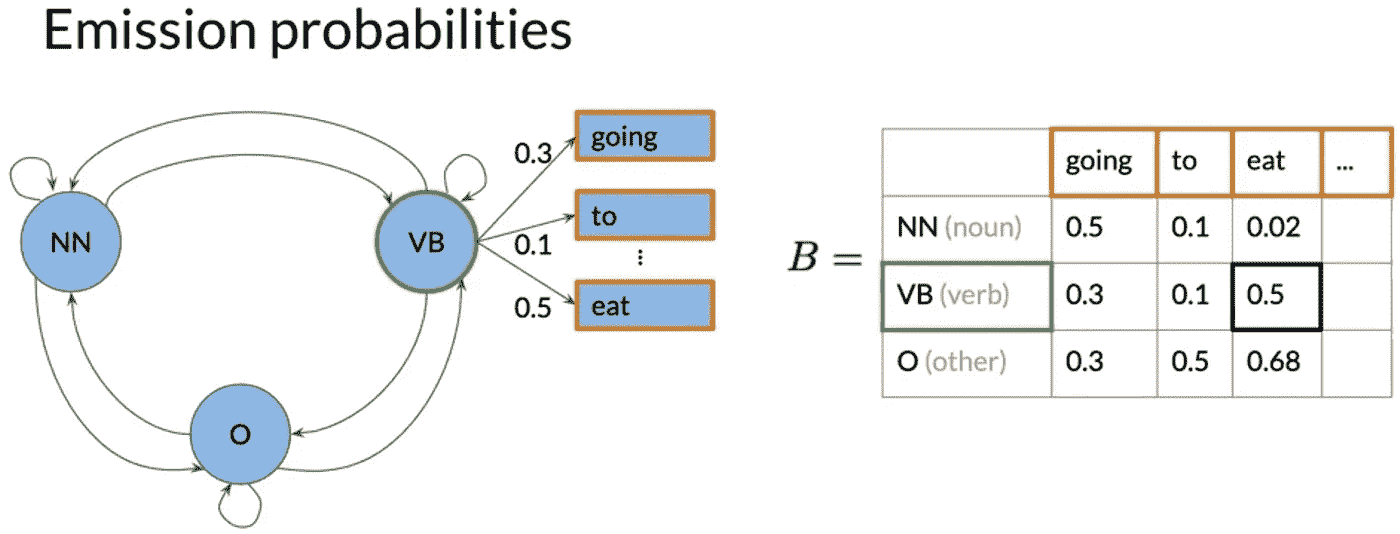 Emission probabilities
NN
VB
O
0.3
going
0.1
to
⋮
0.5
eat
B =
going to eat ...
NN (noun) 0.5 0.1 0.02
VB (verb) 0.3 0.1 0.5
O (other) 0.3 0.5 0.68